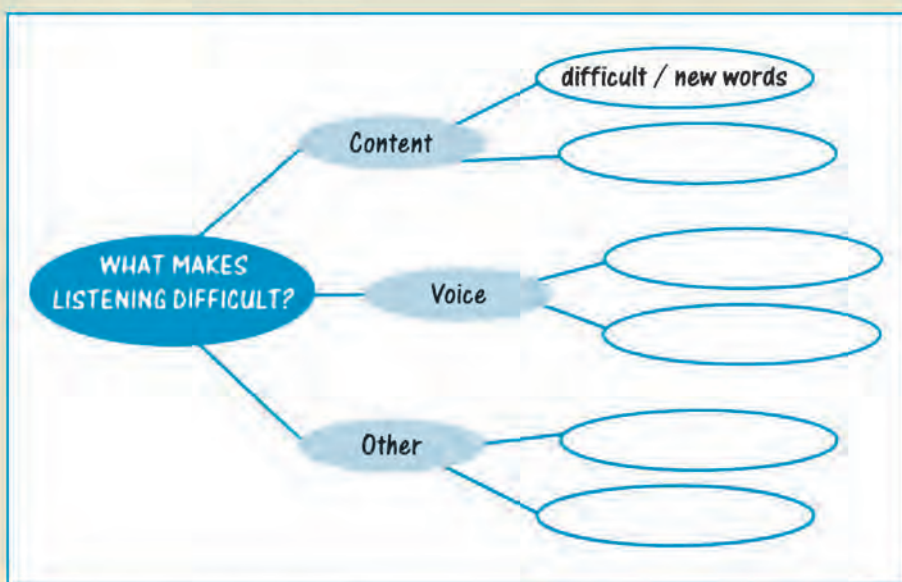 difficult / new words
Content
WHAT MAKES
LISTENING DIFFICULT?
Voice
Other